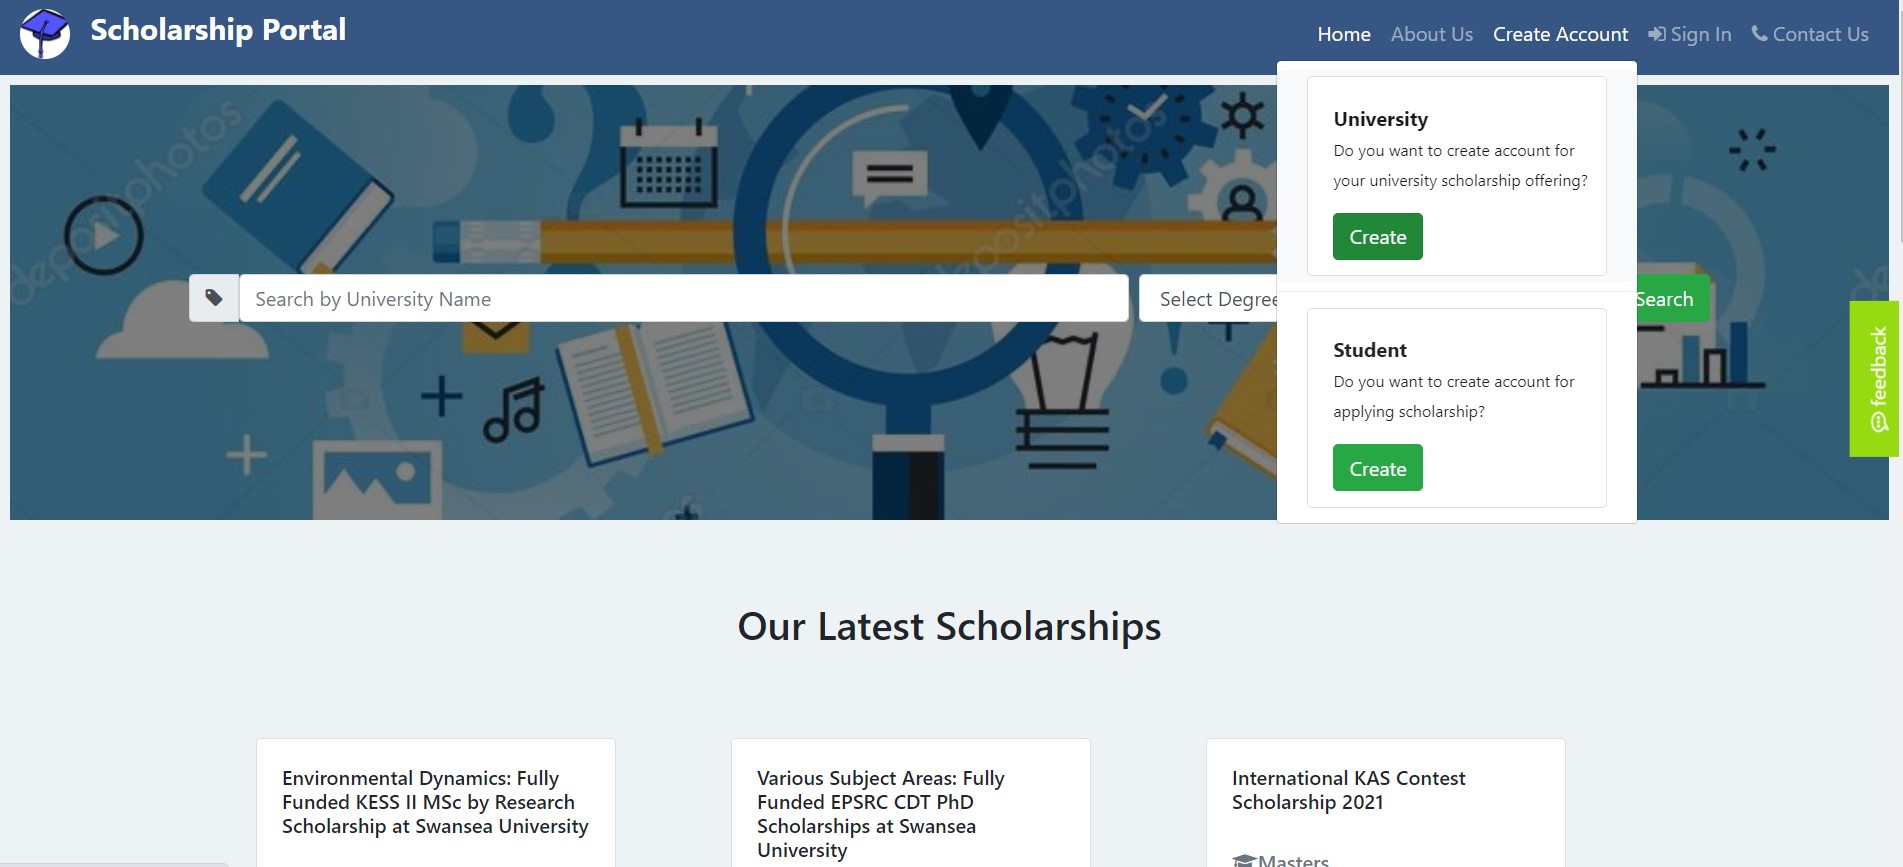 Scholarship Portal
Home
About Us
Create Account
Sign In
Contact Us
depositphotos
depositphotos
University
Do you want to create account for
your university scholarship offering?
Create
Search by University Name
Select Degree
Search
Student
Do you want to create account for
applying scholarship?
Create
feedback
Our Latest Scholarships
Environmental Dynamics: Fully
Funded KESS II MSc by Research
Scholarship at Swansea University
Various Subject Areas: Fully
Funded EPSRC CDT PhD
Scholarships at Swansea
University
International KAS Contest
Scholarship 2021
Masters